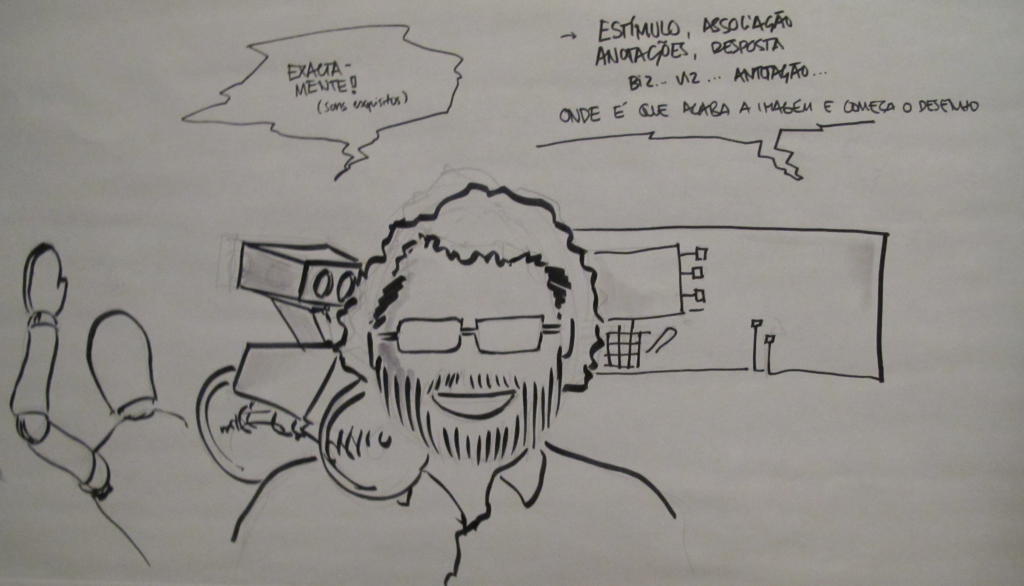 EXACTA-
MENTE!
(sons esquisitos)
→ ESTÍMULO, ASSOCIAÇÃO
ANOTAÇÕES, RESPOSTA
BIZ... VIZ... ANOTAÇÃO...
ONDE É QUE ACABA A IMAGEM E COMEÇA O DESENHO